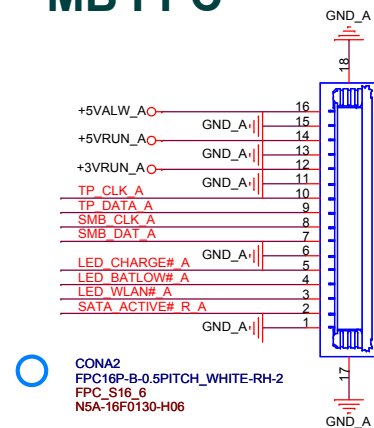 MB FPC
GND_A
18
+5VALW_A 16
GND_A 15
+5VRUN_A 14
GND_A 13
+3VRUN_A 12
GND_A 11
TP_CLK_A 10
TP_DATA_A 9
SMB_CLK_A 8
SMB_DAT_A 7
GND_A 6
LED_CHARGE#_A 5
LED_BATLOW#_A 4
LED_WLAN#_A 3
SATA_ACTIVE#_R_A 2
GND_A 1
17
GND_A
CONA2
FPC16P-B-0.5PITCH_WHITE-RH-2
FPC_S16_6
N5A-16F0130-H06